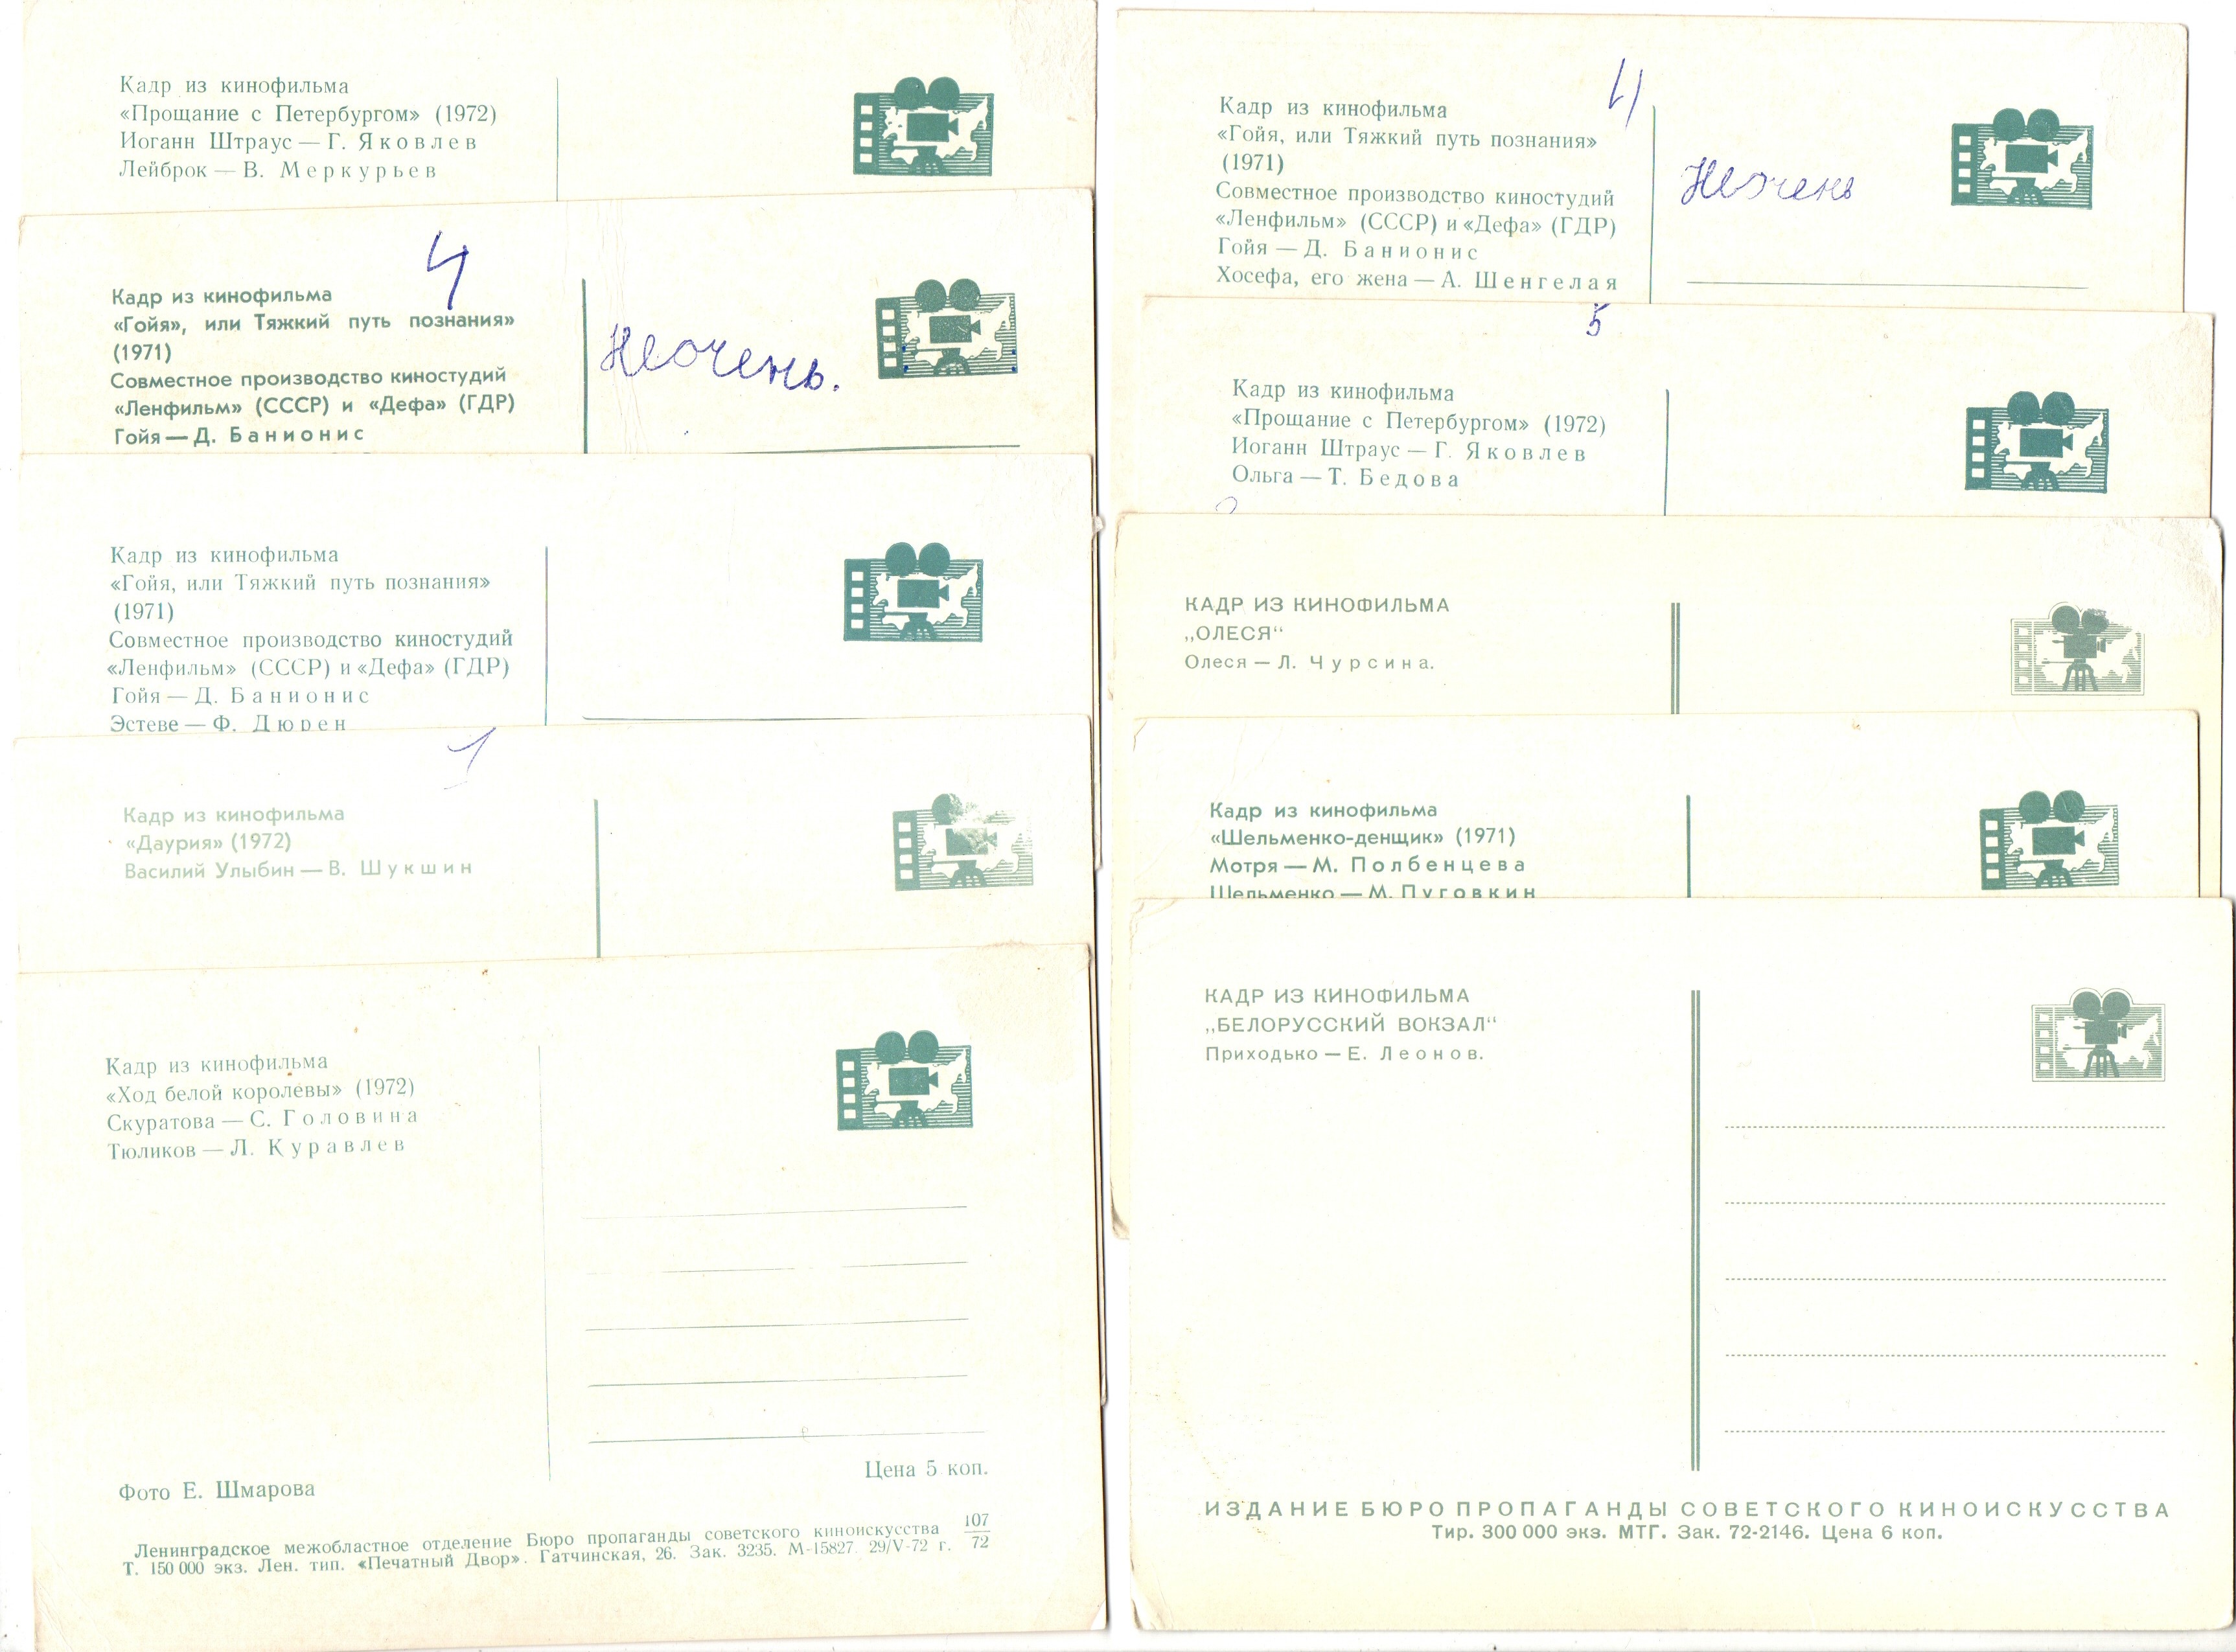 Кадр из кинофильма
«Прощание с Петербургом» (1972)
Иоганн Штраус — Г. Яковлев
Лейброк — В. Меркурьев
4
Кадр из кинофильма
«Гойя», или Тяжкий путь познания»
(1971)
Совместное производство киностудий
«Ленфильм» (СССР) и «Дефа» (ГДР)
Гойя — Д. Банионис
Неочень.
Кадр из кинофильма
«Гойя, или Тяжкий путь познания»
(1971)
Совместное производство киностудий
«Ленфильм» (СССР) и «Дефа» (ГДР)
Гойя — Д. Банионис
Эстеве — Ф. Дюрен
1
Кадр из кинофильма
«Даурия» (1972)
Василий Улыбин — В. Шукшин
Кадр из кинофильма
«Ход белой королевы» (1972)
Скуратова — С. Головина
Тюликов — Л. Куравлев
Фото Е. Шмарова
Цена 5 коп.
Ленинградское межобластное отделение Бюро пропаганды советского киноискусства 107
Т. 150 000 экз. Лен. тип. «Печатный Двор». Гатчинская, 26. Зак. 3235. М-15827. 29/V-72 г. 72
4
Кадр из кинофильма
«Гойя, или Тяжкий путь познания»
(1971)
Совместное производство киностудий
«Ленфильм» (СССР) и «Дефа» (ГДР)
Гойя — Д. Банионис
Хосефа, его жена — А. Шенгелая
Неочень
5
Кадр из кинофильма
«Прощание с Петербургом» (1972)
Иоганн Штраус — Г. Яковлев
Ольга — Т. Бедова
КАДР ИЗ КИНОФИЛЬМА
„ОЛЕСЯ“
Олеся — Л. Чурсина.
Кадр из кинофильма
«Шельменко-денщик» (1971)
Мотря — М. Полбенцева
Шельменко — М. Пуговкин
КАДР ИЗ КИНОФИЛЬМА
„БЕЛОРУССКИЙ ВОКЗАЛ“
Приходько — Е. Леонов.
ИЗДАНИЕ БЮРО ПРОПАГАНДЫ СОВЕТСКОГО КИНОИСКУССТВА
Тир. 300 000 экз. МТГ. Зак. 72-2146. Цена 6 коп.